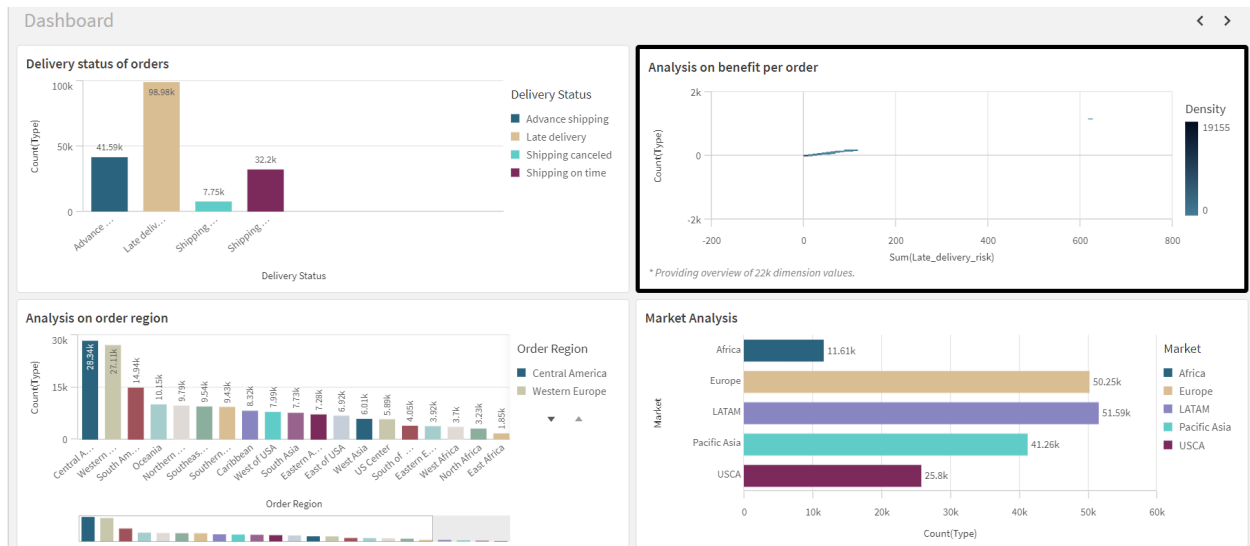 Dashboard
Delivery status of orders
100k
50k
0
Count(Type)
41.59k
98.98k
7.75k
32.2k
Advance ...
Late deliv...
Shipping ...
Shipping ...
Delivery Status
Delivery Status
Advance shipping
Late delivery
Shipping canceled
Shipping on time
Analysis on benefit per order
2k
0
-2k
Count(Type)
-200
0
200
400
600
800
Sum(Late_delivery_risk)
Density
19155
0
* Providing overview of 22k dimension values.
Analysis on order region
30k
15k
0
Count(Type)
28.34k
27.11k
14.94k
10.15k
9.79k
9.54k
9.43k
8.32k
7.99k
7.73k
7.28k
6.92k
6.01k
5.89k
4.05k
3.92k
3.7k
3.23k
1.85k
Central A...
Western ...
South Am...
Oceania
Northern ...
Southeas...
Southern...
Caribbean
West of USA
South Asia
Eastern A...
East of USA
West Asia
US Center
South of ...
Eastern E...
West Africa
North Africa
East Africa
Order Region
Order Region
Central America
Western Europe
Market Analysis
Market
Africa
Europe
LATAM
Pacific Asia
USCA
11.61k
50.25k
51.59k
41.26k
25.8k
0
10k
20k
30k
40k
50k
60k
Count(Type)
Market
Africa
Europe
LATAM
Pacific Asia
USCA